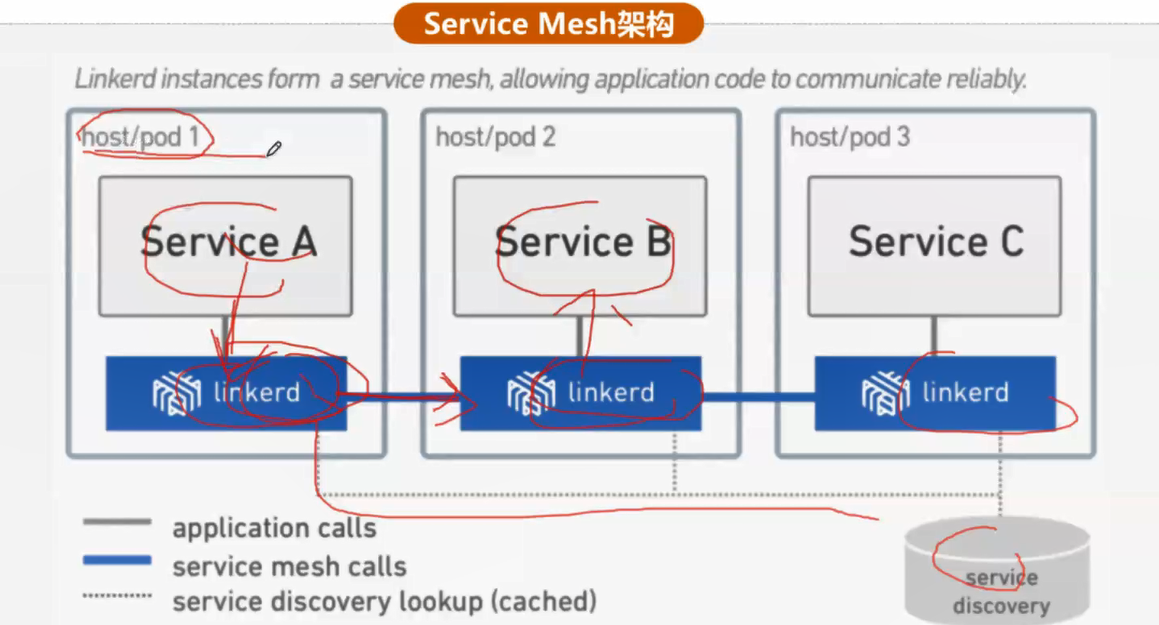 Service Mesh架构
Linkerd instances form a service mesh, allowing application code to communicate reliably.
host/pod 1
host/pod 2
host/pod 3
Service A
Service B
Service C
linkerd
linkerd
linkerd
application calls
service mesh calls
service discovery lookup (cached)
service
discovery